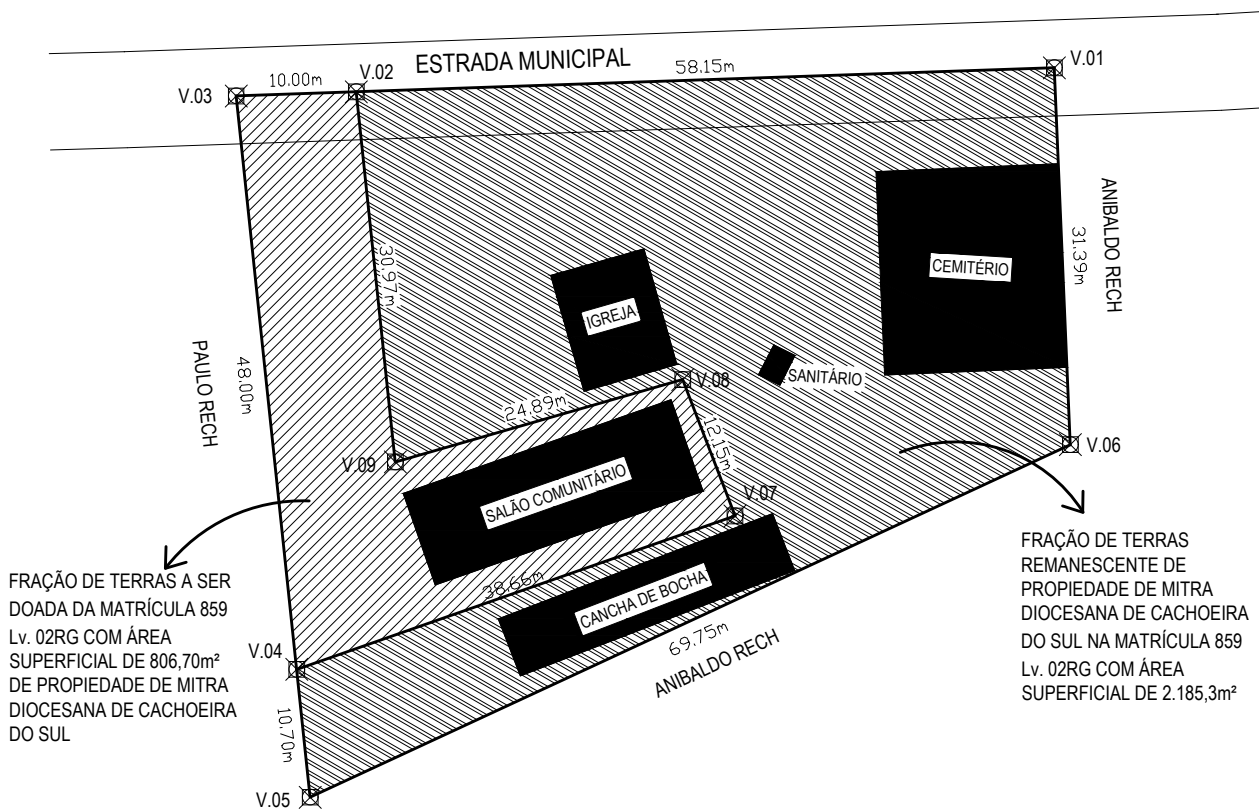 ESTRADA MUNICIPAL
V.01
V.02
10.00m
58.15m
V.03
ANIBALDO RECH
31.39m
CEMITÉRIO
30.97m
IGREJA
PAULO RECH
48.00m
SANITÁRIO
V.08
24.89m
12.15m
V.06
V.09
SALÃO COMUNITÁRIO
V.07
38.66m
CANCHA DE BOCHA
69.75m
ANIBALDO RECH
V.04
10.70m
V.05
FRAÇÃO DE TERRAS A SER
DOADA DA MATRÍCULA 859
Lv. 02RG COM ÁREA
SUPERFICIAL DE 806,70m²
DE PROPIEDADE DE MITRA
DIOCESANA DE CACHOEIRA
DO SUL
FRAÇÃO DE TERRAS
REMANESCENTE DE
PROPIEDADE DE MITRA
DIOCESANA DE CACHOEIRA
DO SUL NA MATRÍCULA 859
Lv. 02RG COM ÁREA
SUPERFICIAL DE 2.185,3m²